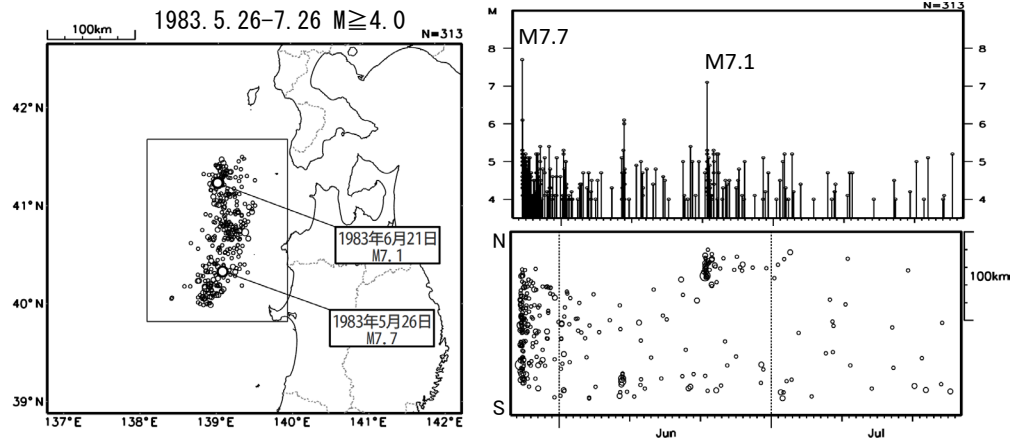 1983.5.26-7.26 M≧4.0
100km
N=313
42°N
41°N
40°N
39°N
137°E
138°E
139°E
140°E
141°E
142°E
1983年6月21日
M7.1
1983年5月26日
M7.7
M
N=313
M7.7
M7.1
8
7
6
5
4
8
7
6
5
4
N
S
100km
Jun
Jul